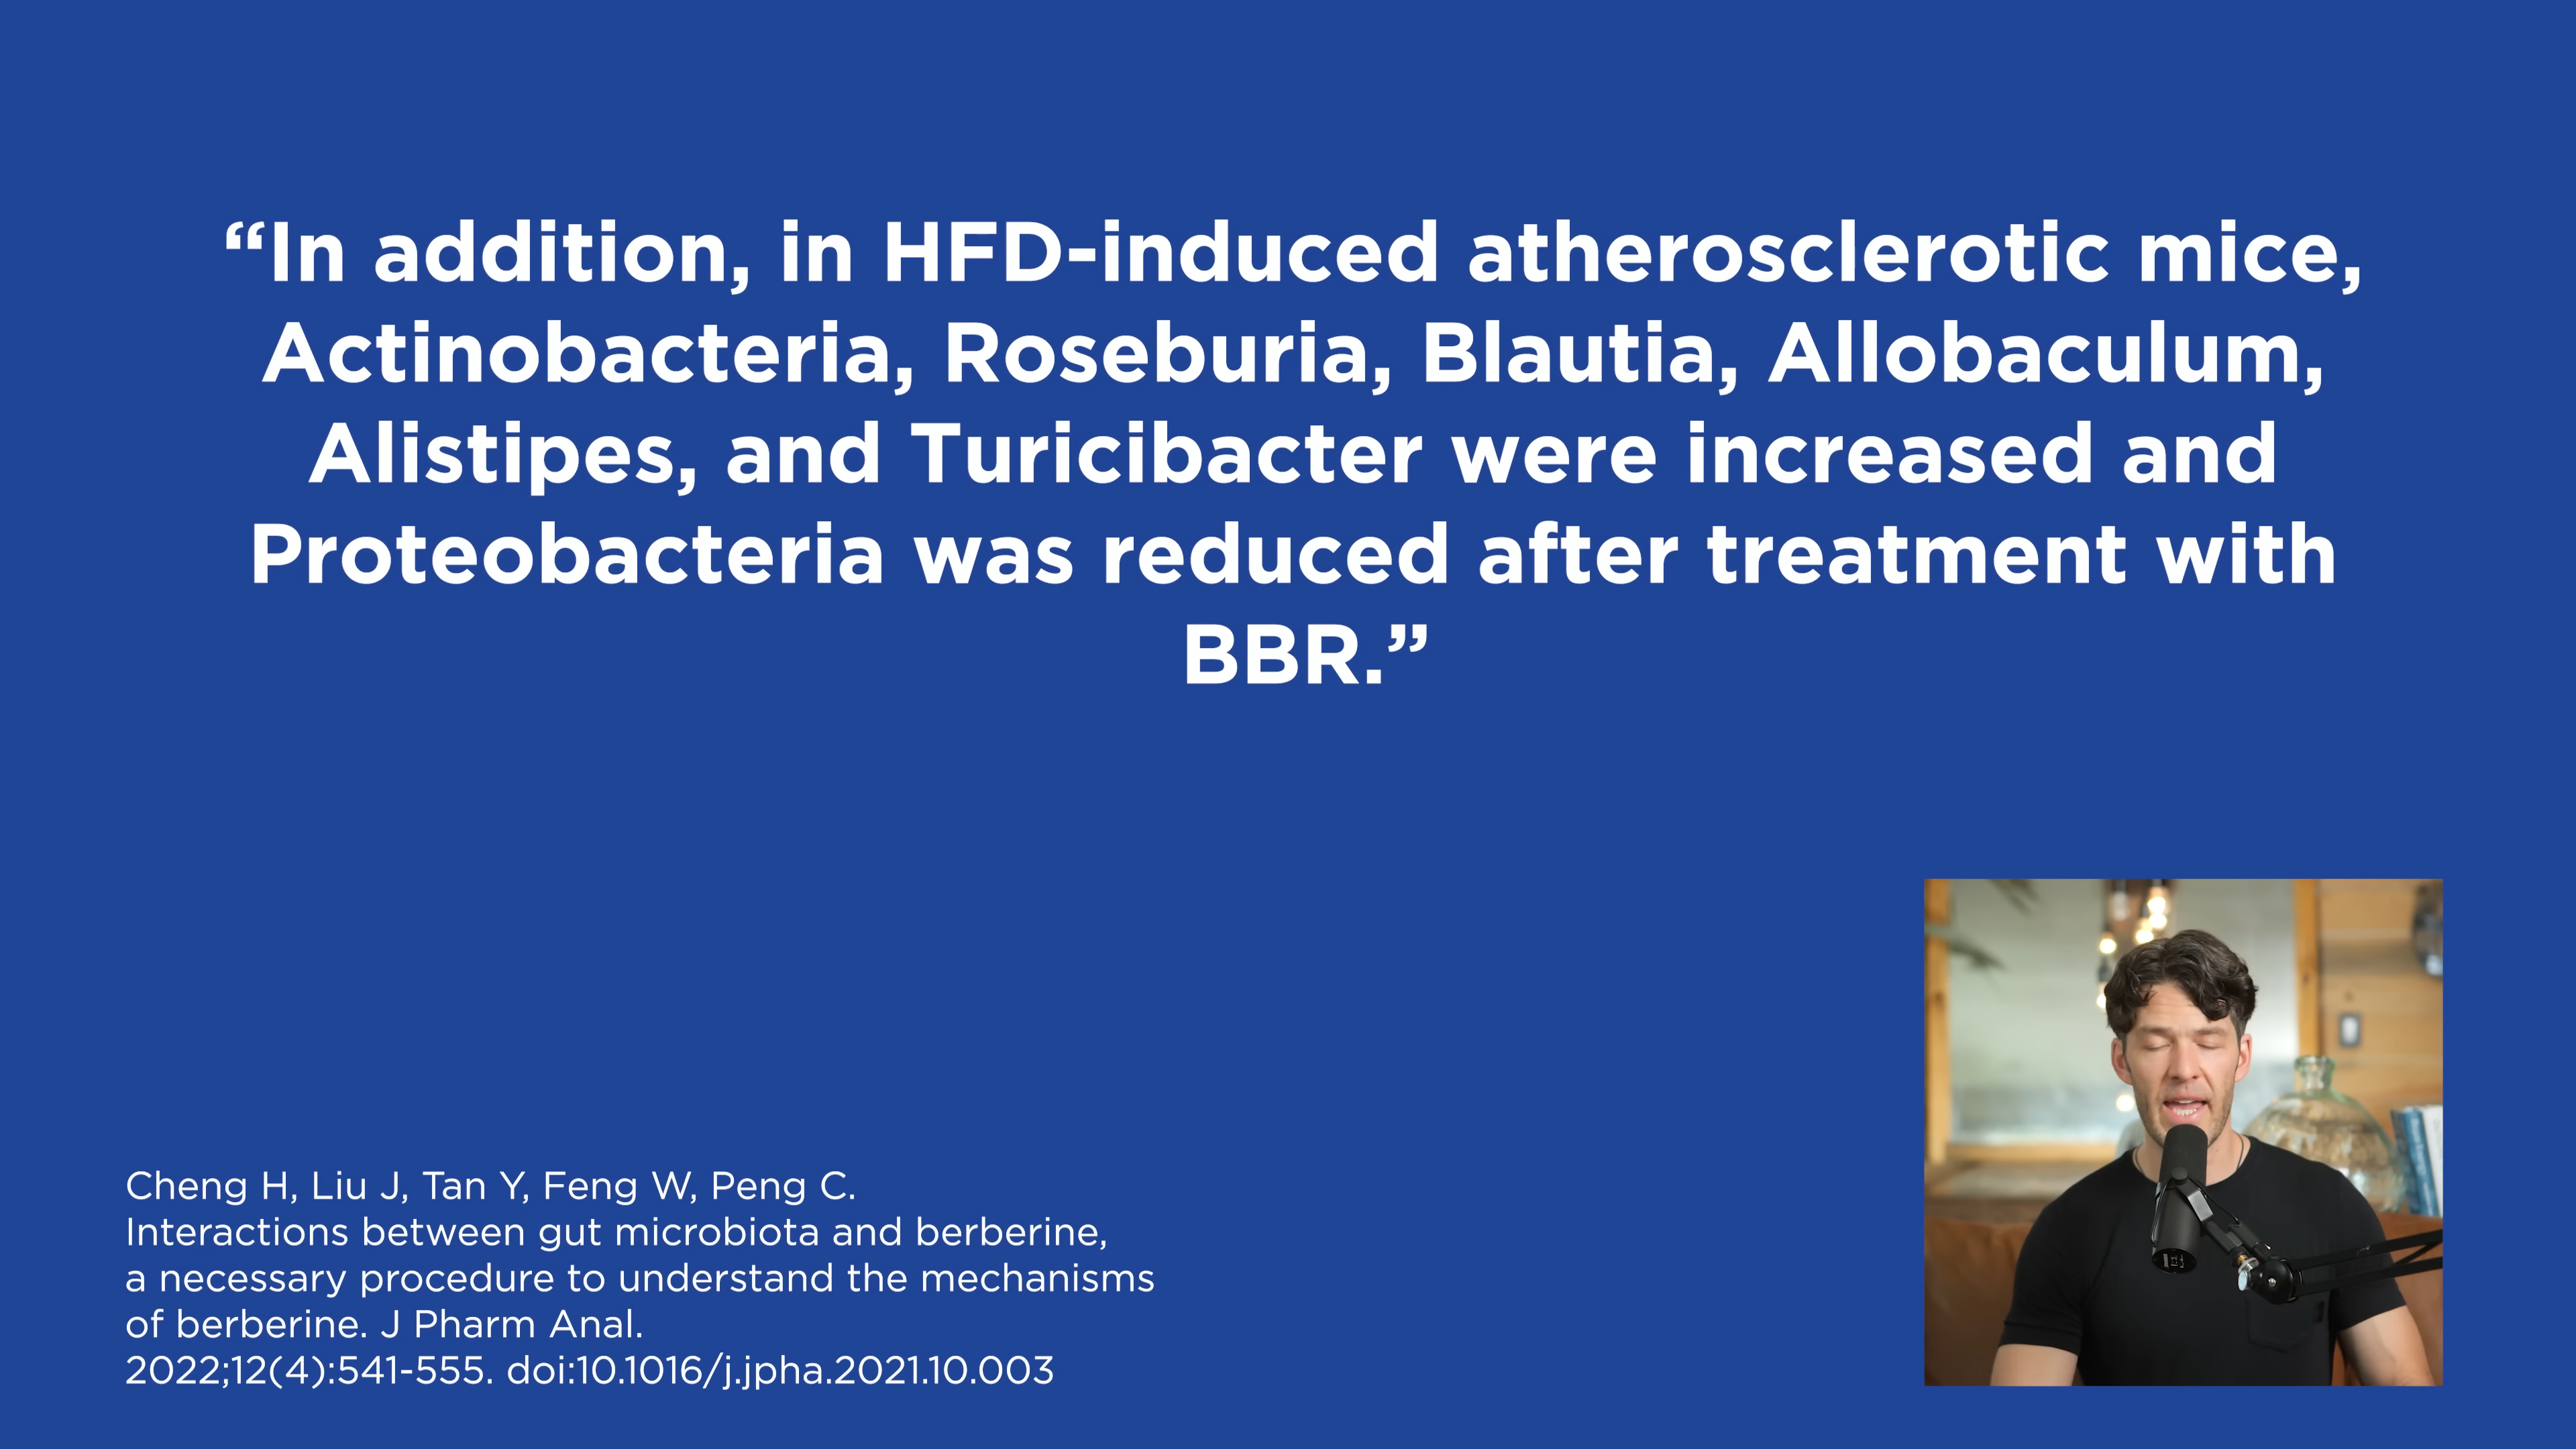 “In addition, in HFD-induced atherosclerotic mice,
Actinobacteria, Roseburia, Blautia, Allobaculum,
Alistipes, and Turicibacter were increased and
Proteobacteria was reduced after treatment with
BBR.”
Cheng H, Liu J, Tan Y, Feng W, Peng C.
Interactions between gut microbiota and berberine,
a necessary procedure to understand the mechanisms
of berberine. J Pharm Anal.
2022;12(4):541-555. doi:10.1016/j.jpha.2021.10.003